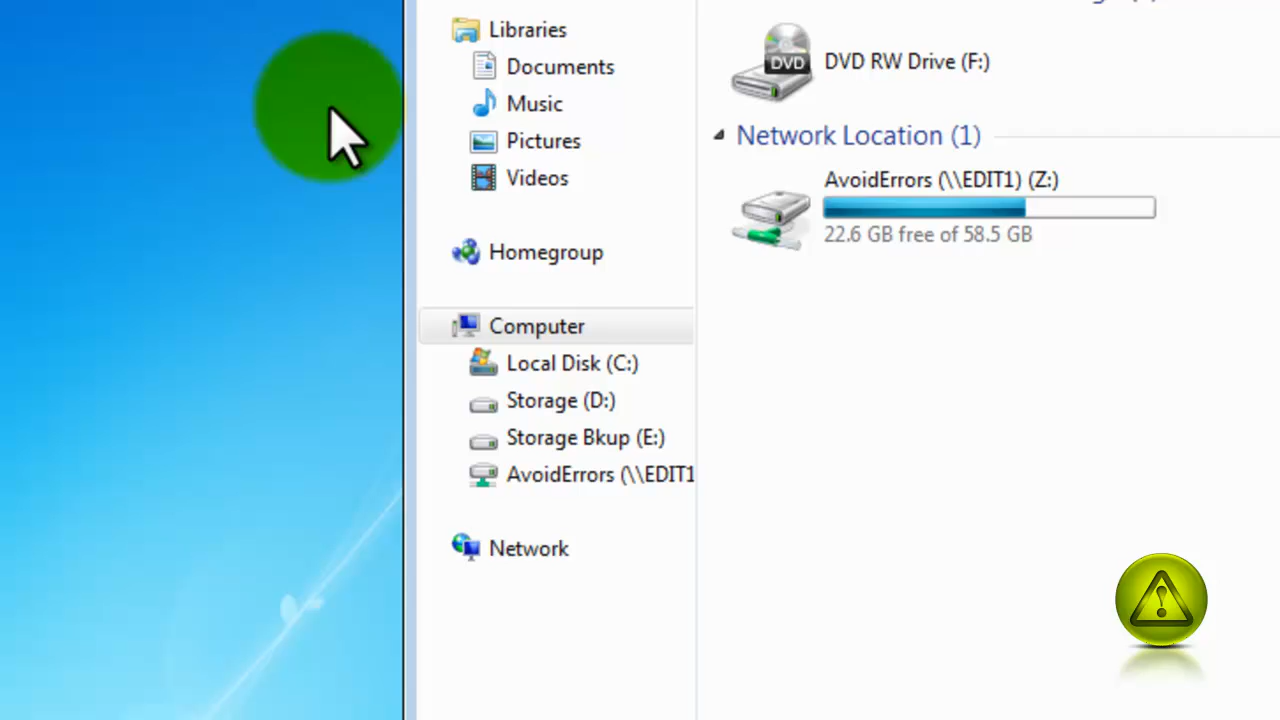 Libraries
Documents
Music
Pictures
Videos
Homegroup
Computer
Local Disk (C:)
Storage (D:)
Storage Bkup (E:)
AvoidErrors (\\EDIT1
Network
DVD
DVD RW Drive (F:)
Network Location (1)
AvoidErrors (\\EDIT1) (Z:)
22.6 GB free of 58.5 GB